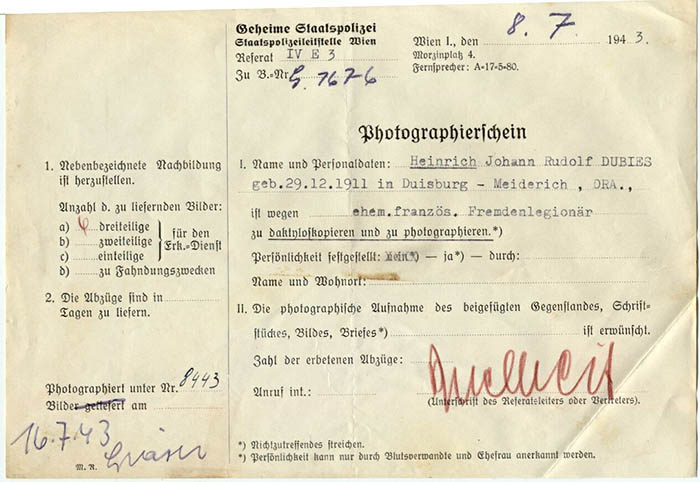 Geheime Staatspolizei
Staatspolizeileitstelle Wien
Referat IV E 3
Zu B.-Nr. G. 7676
Wien I., den 8. 7. 1943.
Morzinplatz 4.
Fernsprecher: A-17-5-80.
Photographierschein
1. Nebenbezeichnete Nachbildung
ist herzustellen.
Anzahl d. zu liefernden Bilder:
a) 6 dreiteilige
b) zweiteilige
c) einteilige
für den
Erk.-Dienst
d) zu Fahndungszwecken
2. Die Abzüge sind in
Tagen zu liefern.
Photographiert unter Nr. 8443
Bilder geliefert am
16.7.43
M. R.
I. Name und Personaldaten: Heinrich Johann Rudolf DUBIES
geb.29.12.1911 in Duisburg - Meiderich , DRA.,
ist wegen ehem.französ. Fremdenlegionär
zu daktyloskopieren und zu photographieren.*)
Persönlichkeit festgestellt: Nein*) — ja*) — durch:
Name und Wohnort:
II. Die photographische Aufnahme des beigefügten Gegenstandes, Schrift-
stückes, Bildes, Briefes*) ist erwünscht.
Zahl der erbetenen Abzüge:
Anruf int.:
(Unterschrift des Referatsleiters oder Vertreters).
*) Nichtzutreffendes streichen.
*) Persönlichkeit kann nur durch Blutsverwandte und Ehefrau anerkannt werden.